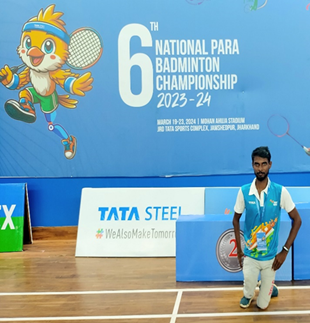 6TH
NATIONAL PARA
BADMINTON
CHAMPIONSHIP
2023-24
MARCH 19-23, 2024 | MOHAN AHUJA STADIUM
JRD TATA SPORTS COMPLEX, JAMSHEDPUR, JHARKHAND
TATA STEEL
#WeAlsoMakeTomorrow
2